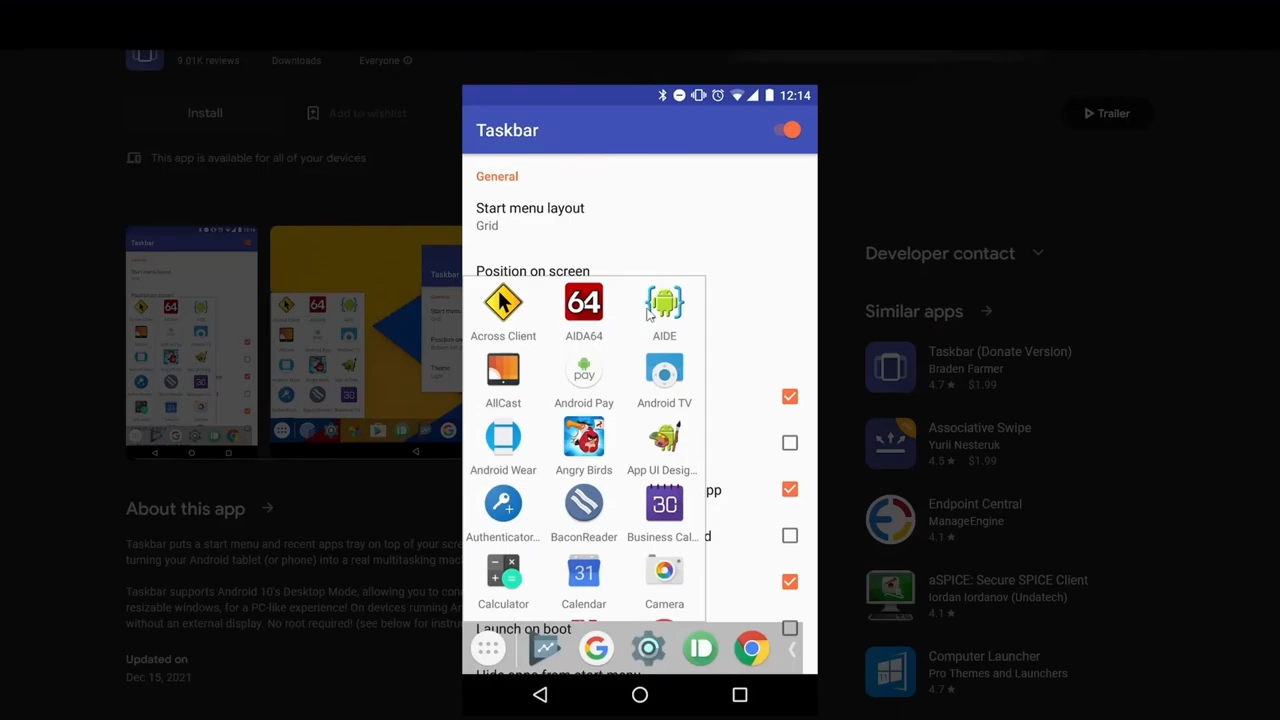 9.01K reviews
Downloads
Everyone
Install
Add to wishlist
This app is available for all of your devices
Trailer
12:14
Taskbar
General
Start menu layout
Grid
Position on screen
Across Client
AIDA64
AIDE
AllCast
Android Pay
Android TV
Android Wear
Angry Birds
App UI Desig...
Authenticator...
BaconReader
Business Cal...
Calculator
Calendar
Camera
pp
d
Launch on boot
Hide apps from start menu
64
pay
30
31
About this app
Taskbar puts a start menu and recent apps tray on top of your scre
turning your Android tablet (or phone) into a real multitasking mac
Taskbar supports Android 10's Desktop Mode, allowing you to con
resizable windows, for a PC-like experience! On devices running An
without an external display. No root required! (see below for instru
Updated on
Dec 15, 2021
Developer contact
Similar apps
Taskbar (Donate Version)
Braden Farmer
4.7 ★ $1.99
Associative Swipe
Yurii Nesteruk
4.5 ★ $1.99
Endpoint Central
ManageEngine
4.1 ★
aSPICE: Secure SPICE Client
Iordan Iordanov (Undatech)
4.1 ★
Computer Launcher
Pro Themes and Launchers
4.7 ★